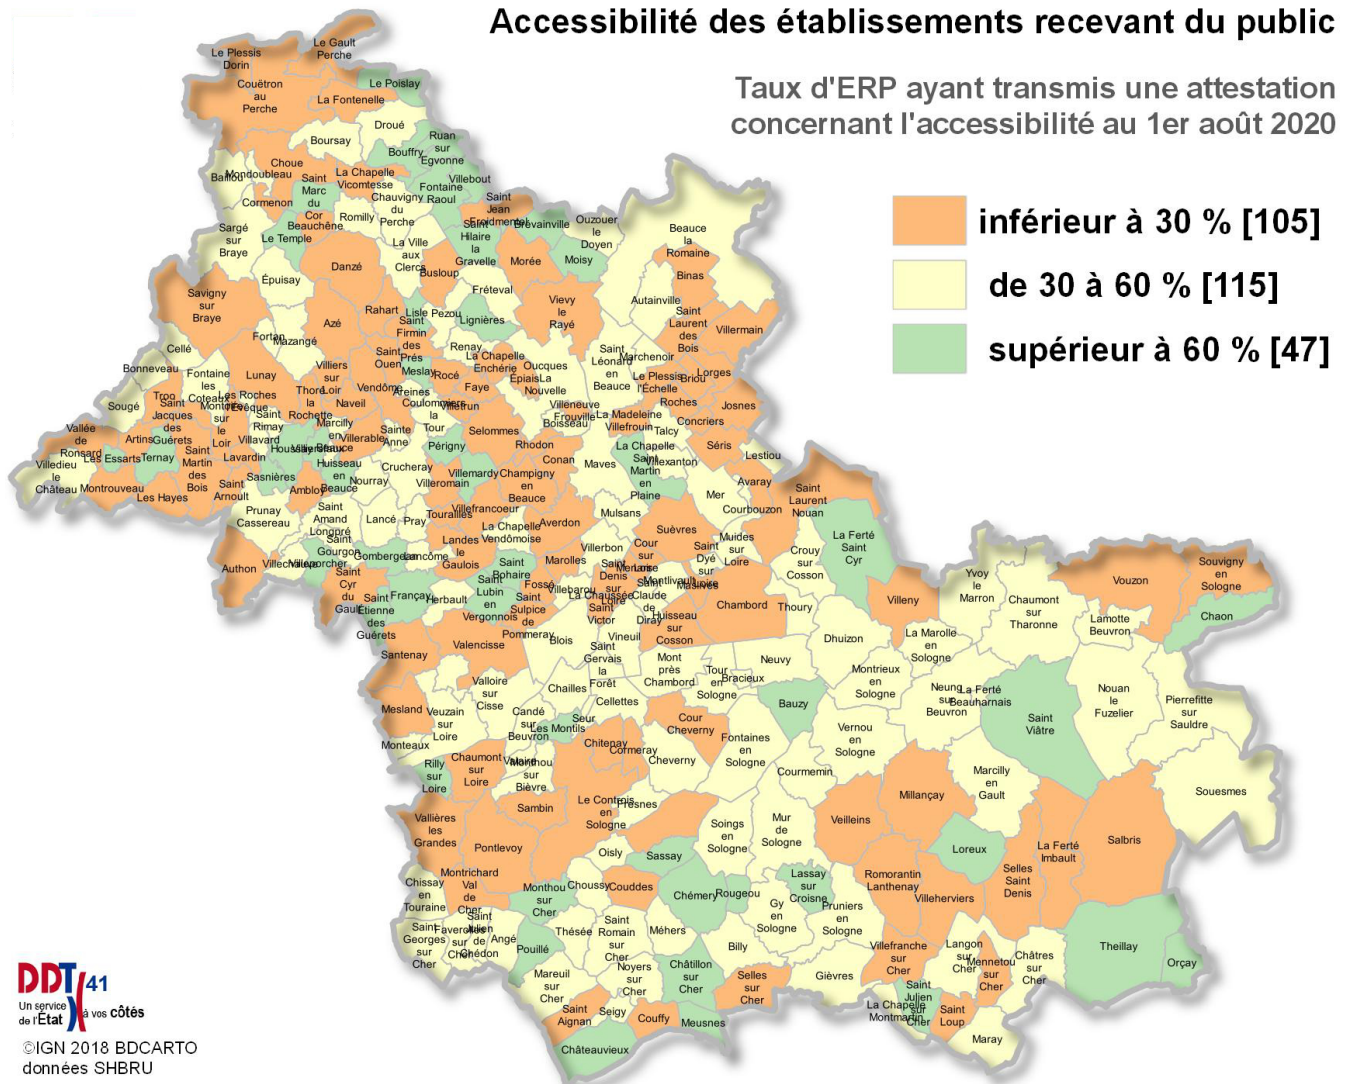 Accessibilité des établissements recevant du public
Taux d'ERP ayant transmis une attestation
concernant l'accessibilité au 1er août 2020
inférieur à 30 % [105]
de 30 à 60 % [115]
supérieur à 60 % [47]
Le Plessis Dorin
Le Gault Perche
Couëtron au Perche
Le Poislay
La Fontenelle
Droué
Boursay
Ruan sur Egvonne
Bouffry
Choue
Baillou
Mondoubleau
Saint Marc du Cor
La Chapelle Vicomtesse
Villebout
Fontaine Raoul
Cormenon
Chauvigny du Perche
Saint Jean Froidmentel
Beauchêne
Romilly
Brévainville
Ouzouer le Doyen
Sargé sur Braye
Le Temple
Saint Hilaire la Gravelle
Beauce la Romaine
La Ville aux Clercs
Busloup
Morée
Moisy
Danzé
Épuisay
Binas
Fréteval
Savigny sur Braye
Vievy le Rayé
Autainville
Rahart
Lisle
Pezou
Lignières
Saint Laurent des Bois
Villermain
Azé
Saint Firmin des Prés
Fortan
Mazangé
Cellé
Renay
Saint Léonard en Beauce
Marchenoir
Saint Ouen
La Chapelle Enchérie
Oucques La Nouvelle
Bonneveau
Fontaine les Coteaux
Lunay
Villiers sur Loir
Meslay
Rocé
Épiais
Le Plessis l'Échelle
Briou
Lorges
Vendôme
Areines
Faye
Troo
Les Roches l'Évêque
Thoré la Rochette
Naveil
Coulommiers la Tour
Villetrun
Roches
Josnes
Sougé
Saint Jacques des Guérets
Montoire sur le Loir
Saint Rimay
Villeneuve Frouville
La Madeleine Villefrouin
Concriers
Boisseau
Talcy
Vallée de Ronsard
Artins
Villavard
Marcilly en Beauce
Villerable
Sainte Anne
Selommes
Séris
Périgny
Rhodon
La Chapelle Saint Martin en Plaine
Villexanton
Lestiou
Les Essarts
Ternay
Saint Martin des Bois
Lavardin
Houssay
Villiersfaux
Huisseau en Beauce
Conan
Maves
Villedieu le Château
Crucheray
Villemardy
Champigny en Beauce
Montrouveau
Les Hayes
Saint Arnoult
Sasnières
Ambloy
Nourray
Villeromain
Avaray
Mer
Saint Laurent Nouan
Courbouzon
Prunay Cassereau
Saint Amand Longpré
Lancé
Pray
Tourailles
Villefrancoeur
La Chapelle Vendômoise
Averdon
Mulsans
Suèvres
La Ferté Saint Cyr
Saint Gourgon
Gombergean
Lancôme
Landes le Gaulois
Marolles
Villerbon
Cour sur Loire
Saint Dyé sur Loire
Muides sur Loire
Crouy sur Cosson
Authon
Villechauve
Villeporcher
Saint Cyr du Gault
Saint Bohaire
Saint Denis sur Loire
Menars
Montlivault
Maslives
Yvoy le Marron
Vouzon
Souvigny en Sologne
Saint Étienne des Guérets
Françay
Herbault
Saint Lubin en Vergonnois
Fossé
Villebarou
La Chaussée Saint Victor
Saint Claude de Diray
Huisseau sur Cosson
Chambord
Thoury
Villeny
Chaumont sur Tharonne
Lamotte Beuvron
Chaon
Saint Sulpice de Pommeray
Valencisse
Santenay
Blois
Vineuil
Saint Gervais la Forêt
Dhuizon
La Marolle en Sologne
Mont près Chambord
Tour en Sologne
Bracieux
Neuvy
Montrieux en Sologne
Valloire sur Cisse
Chailles
Cellettes
Bauzy
Neung sur Beuvron
La Ferté Beauharnais
Saint Viâtre
Nouan le Fuzelier
Pierrefitte sur Sauldre
Mesland
Veuzain sur Loire
Candé sur Beuvron
Les Montils
Seur
Cour Cheverny
Fontaines en Sologne
Vernou en Sologne
Monteaux
Chitenay
Cormeray
Cheverny
Rilly sur Loire
Chaumont sur Loire
Valaire
Monthou sur Bièvre
Courmemin
Marcilly en Gault
Souesmes
Millançay
Sambin
Le Controis en Sologne
Fresnes
Vallières les Grandes
Pontlevoy
Soings en Sologne
Mur de Sologne
Veilleins
Salbris
Oisly
Sassay
Loreux
La Ferté Imbault
Selles Saint Denis
Montrichard Val de Cher
Chissay en Touraine
Monthou sur Cher
Choussy
Couddes
Chémery
Rougeou
Lassay sur Croisne
Romorantin Lanthenay
Villeherviers
Saint Georges sur Cher
Faverolles sur Cher
Saint Julien de Chédon
Angé
Pouillé
Thésée
Saint Romain sur Cher
Méhers
Gy en Sologne
Pruniers en Sologne
Billy
Villefranche sur Cher
Langon sur Cher
Mennetou sur Cher
Châtres sur Cher
Theillay
Orçay
Mareuil sur Cher
Noyers sur Cher
Châtillon sur Cher
Selles sur Cher
Gièvres
Saint Aignan
Seigy
Couffy
Meusnes
La Chapelle Montmartin
Saint Julien sur Cher
Saint Loup
Maray
Châteauvieux
DDT 41
Un service de l'État à vos côtés
©IGN 2018 BDCARTO
données SHBRU